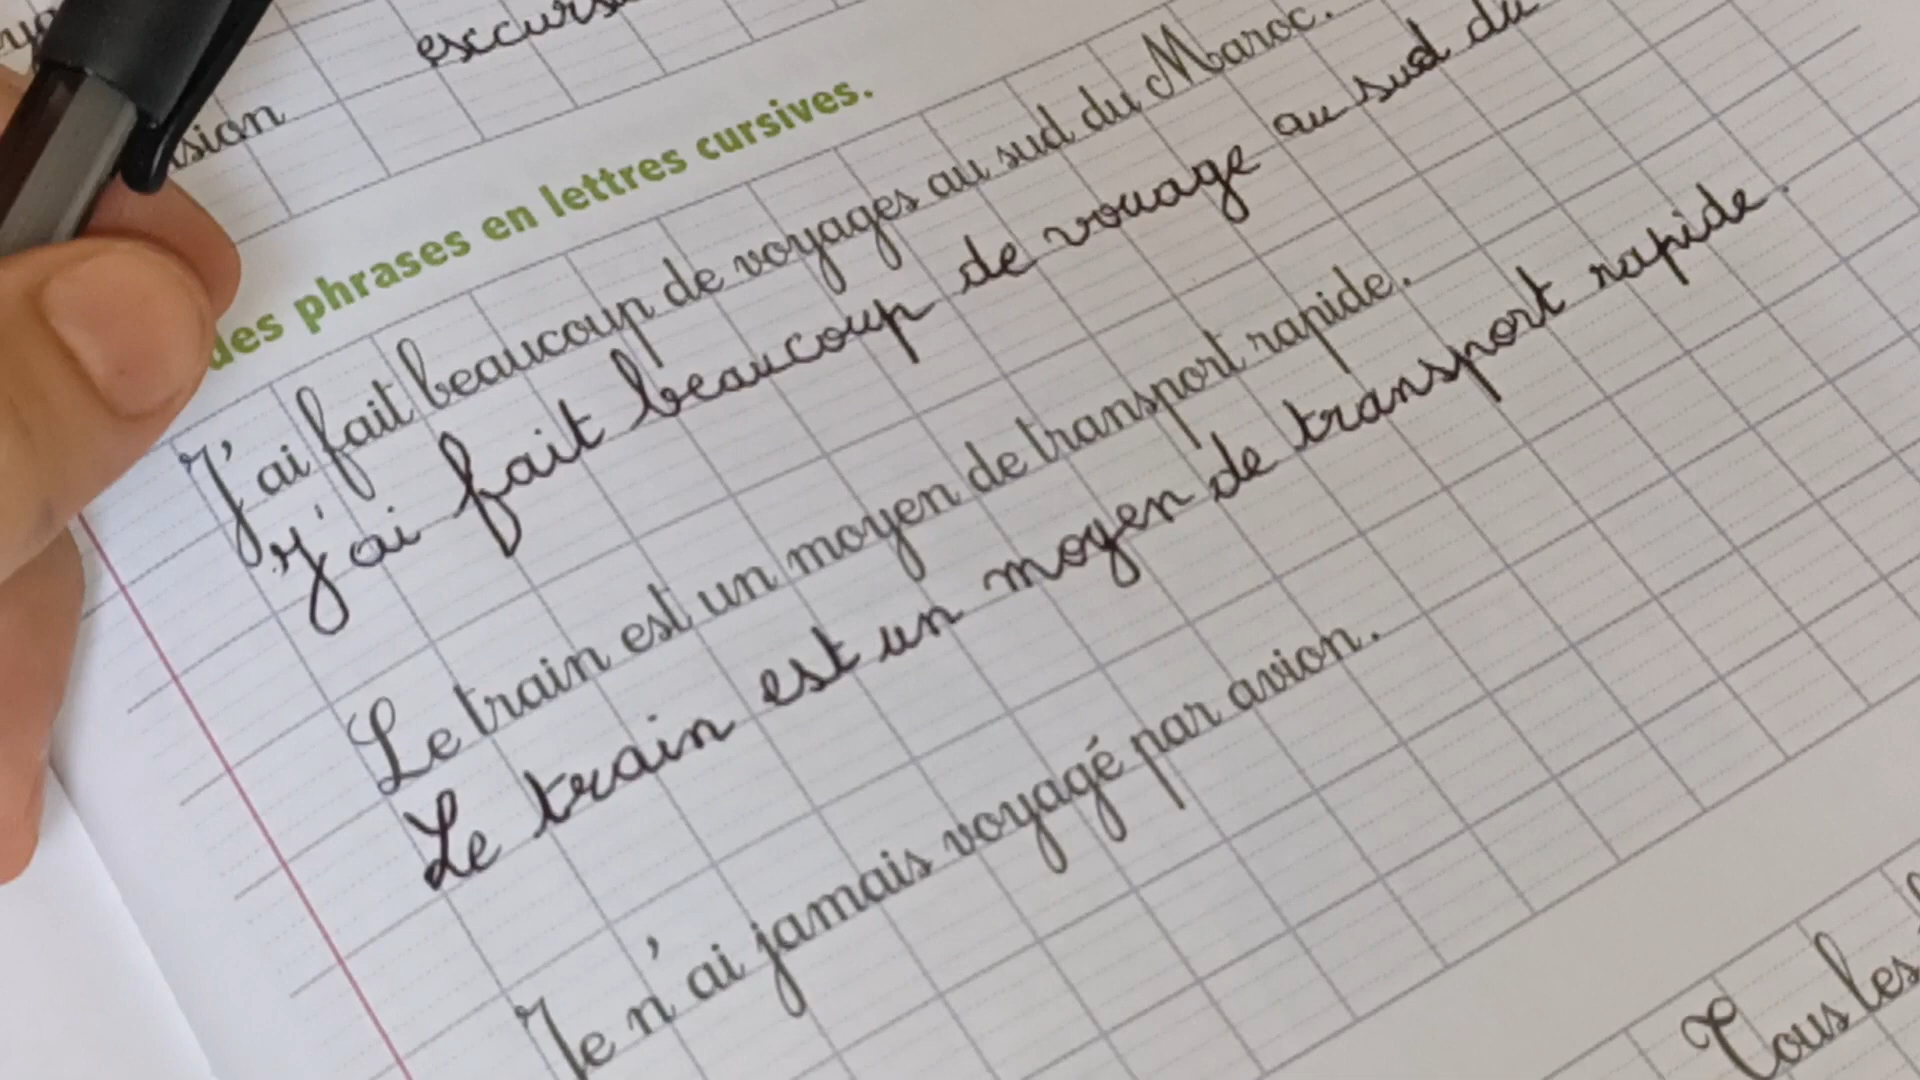 esccurs
sion
des phrases en lettres cursives.
J'ai fait beaucoup de voyages au sud du Maroc.
J'ai fait beaucoup de vouage au sud du
Le train est un moyen de transport rapide.
Le train est un moyen de transport rapide.
Je n'ai jamais voyagé par avion.
Tous les